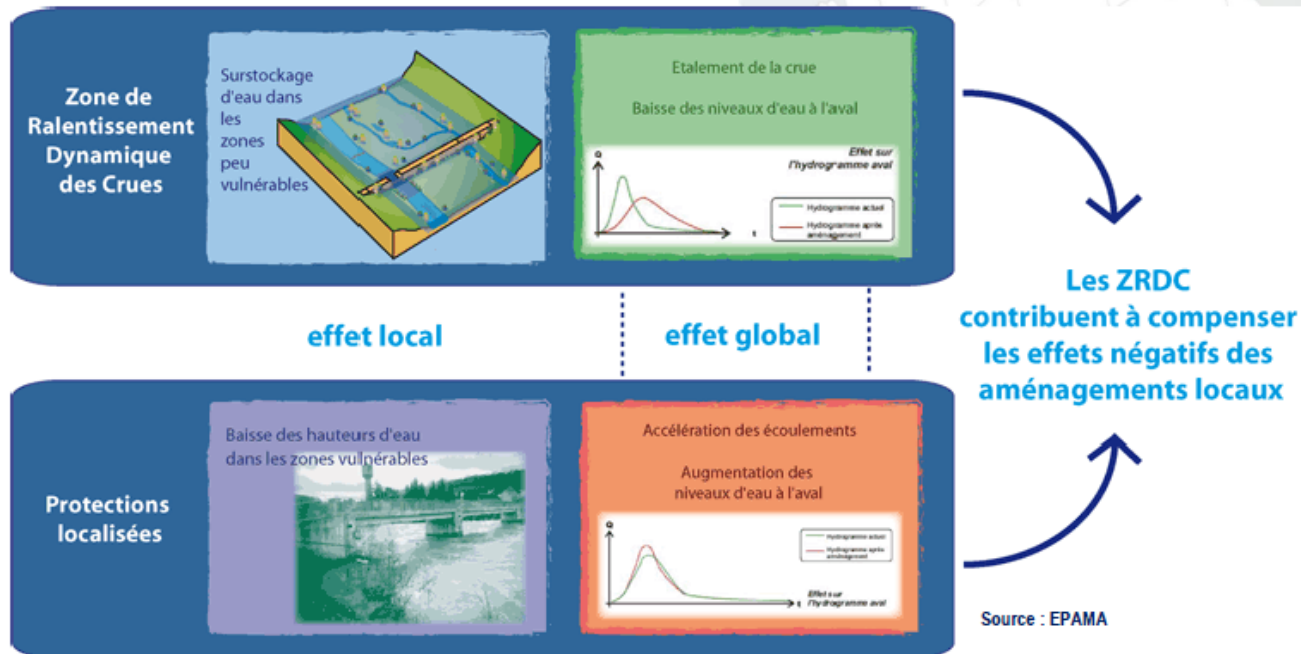 Zone de
Ralentissement
Dynamique
des Crues
Surstockage
d'eau dans
les
zones
peu
vulnérables
Etalement de la crue
Baisse des niveaux d'eau à l'aval
Q
Effet sur
l'hydrogramme aval
Hydrogramme actuel
Hydrogramme après
aménagement
t
effet local
effet global
Les ZRDC
contribuent à compenser
les effets négatifs des
aménagements locaux
Protections
localisées
Baisse des hauteurs d'eau
dans les zones vulnérables
Accélération des écoulements
Augmentation des
niveaux d'eau à l'aval
Q
Hydrogramme actuel
Hydrogramme après
aménagement
t
Effet sur
l'hydrogramme aval
Source : EPAMA